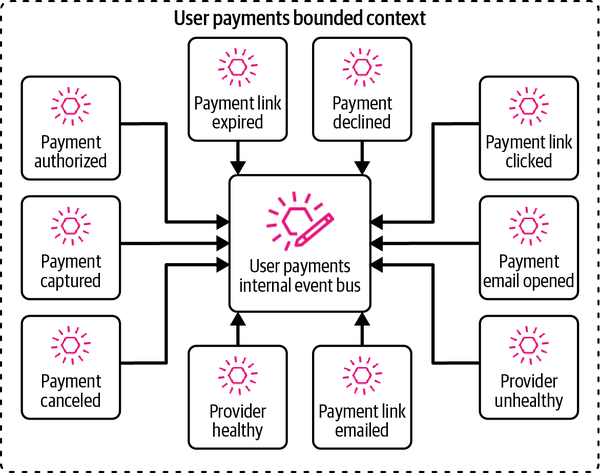 User payments bounded context
Payment link
expired
Payment
declined
Payment
authorized
Payment link
clicked
Payment
captured
User payments
internal event bus
Payment
email opened
Payment
canceled
Provider
healthy
Payment link
emailed
Provider
unhealthy